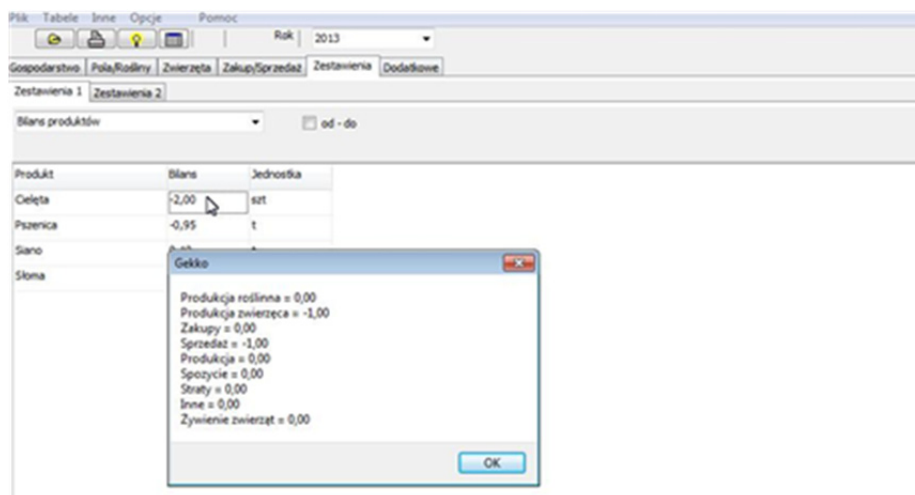 Plik Tabele Inne Opcje Pomoc
Rok 2013
Gospodarstwo Pola/Rośliny Zwierzęta Zakup/Sprzedaż Zestawienia Dodatkowe
Zestawienia 1 Zestawienia 2
Bilans produktów od - do
Produkt Bilans Jednostka
Cielęta -2,00 szt
Pszenica -0,95 t
Siano
Słoma
Gekko
Produkcja roślinna = 0,00
Produkcja zwierzęca = -1,00
Zakupy = 0,00
Sprzedaz = -1,00
Produkcja = 0,00
Spozycie = 0,00
Straty = 0,00
Inne = 0,00
Zywienie zwierząt = 0,00
OK